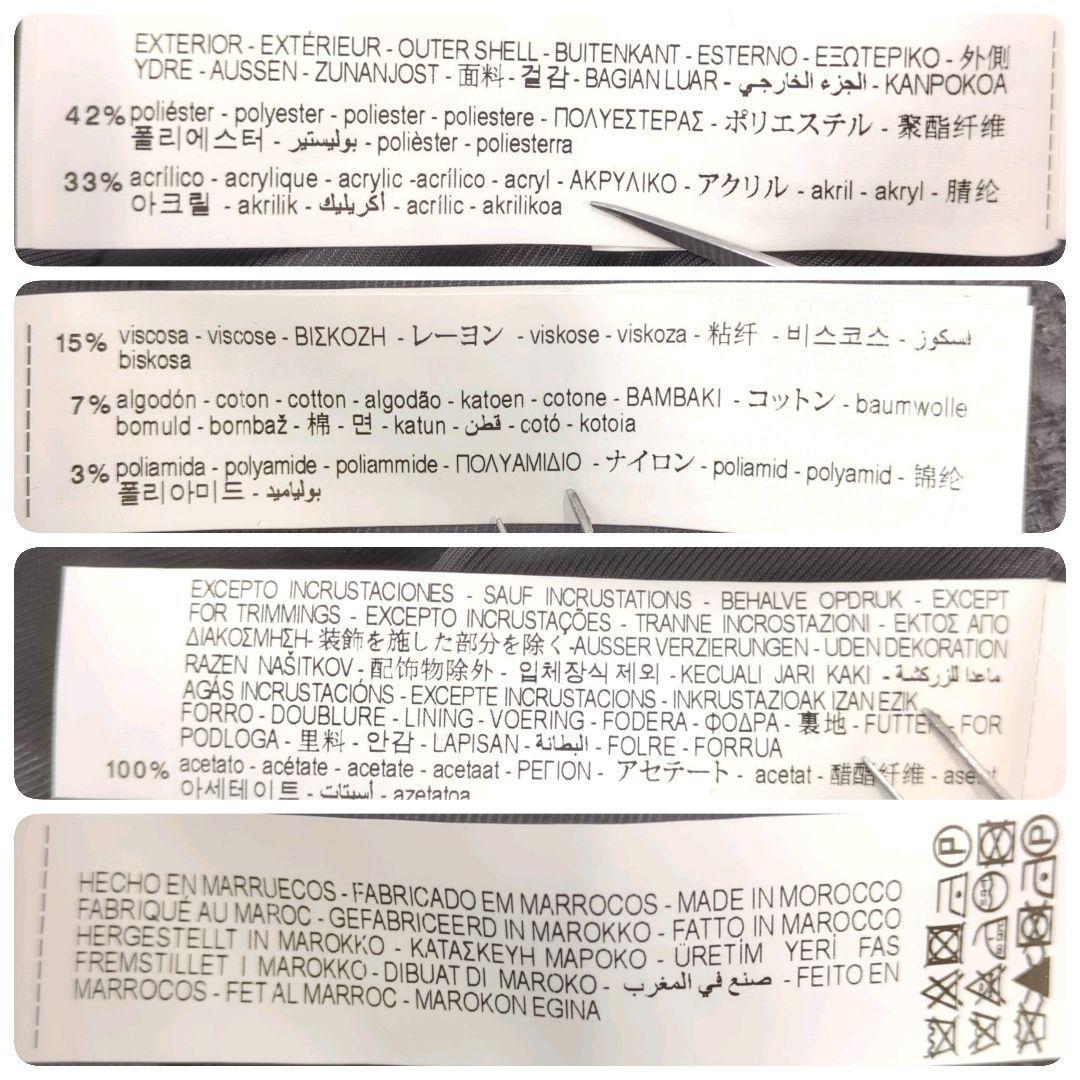 EXTERIOR - EXTÉRIEUR - OUTER SHELL - BUITENKANT - ESTERNO - ΕΞΩΤΕΡΙΚΟ - 外側
YDRE - AUSSEN - ZUNANJOST - 面料 - 겉감 - BAGIAN LUAR - الجزء الخارجي - KANPOKOA
42% poliéster - polyester - poliester - poliestere - ΠΟΛΥΕΣΤΕΡΑΣ - ポリエステル - 聚酯纤维
폴리에스터 - بوليستير - polièster - poliesterra
33% acrílico - acrylique - acrylic -acrílico - acryl - ΑΚΡΥΛΙΚΟ - アクリル - akril - akryl - 腈纶
아크릴 - akrilik - أكريليك - acrílic - akrilikoa
15% viscosa - viscose - ΒΙΣΚΟΖΗ - レーヨン - viskose - viskoza - 粘纤 - 비스코스 - فسكوز
biskosa
7% algodón - coton - cotton - algodão - katoen - cotone - ΒΑΜΒΑΚΙ - コットン - baumwolle
bomuld - bombaž - 棉 - 면 - katun - قطن - cotó - kotoia
3% poliamida - polyamide - poliammide - ΠΟΛΥΑΜΙΔΙΟ - ナイロン - poliamid - polyamid - 锦纶
폴리아미드 - بولياميد
EXCEPTO INCRUSTACIONES - SAUF INCRUSTATIONS - BEHALVE OPDRUK - EXCEPT
FOR TRIMMINGS - EXCEPTO INCRUSTAÇÕES - TRANNE INCROSTAZIONI - ΕΚΤΟΣ ΑΠΟ
ΔΙΑΚΟΣΜΗΣΗ- 装飾を施した部分を除く -AUSSER VERZIERUNGEN - UDEN DEKORATION
RAZEN NAŠITKOV - 配饰物除外 - 입체장식 제외 - KECUALI JARI KAKI - ماعدا للزركشة
AGÁS INCRUSTACIÓNS - EXCEPTE INCRUSTACIONS - INKRUSTAZIOAK IZAN EZIK
FORRO - DOUBLURE - LINING - VOERING - FODERA - ΦΟΔΡΑ - 裏地 - FUTTER - FOR
PODLOGA - 里料 - 안감 - LAPISAN - البطانة - FOLRE - FORRUA
100% acetato - acétate - acetate - acetaat - ΡΕΓΙΟΝ - アセテート - acetat - 醋酯纤维 -
아세테이트 - أسيتات - azetatoa
HECHO EN MARRUECOS - FABRICADO EM MARROCOS - MADE IN MOROCCO
FABRIQUÉ AU MAROC - GEFABRICEERD IN MAROKKO - FATTO IN MAROCCO
HERGESTELLT IN MAROKKO - ΚΑΤΑΣΚΕΥΗ ΜΑΡΟΚΟ - ÜRETİM YERİ FAS
FREMSTILLET I MAROKKO - DIBUAT DI MAROKO - صنع في المغرب - FEITO EN
MARROCOS - FET AL MARROC - MAROKON EGINA
P
P